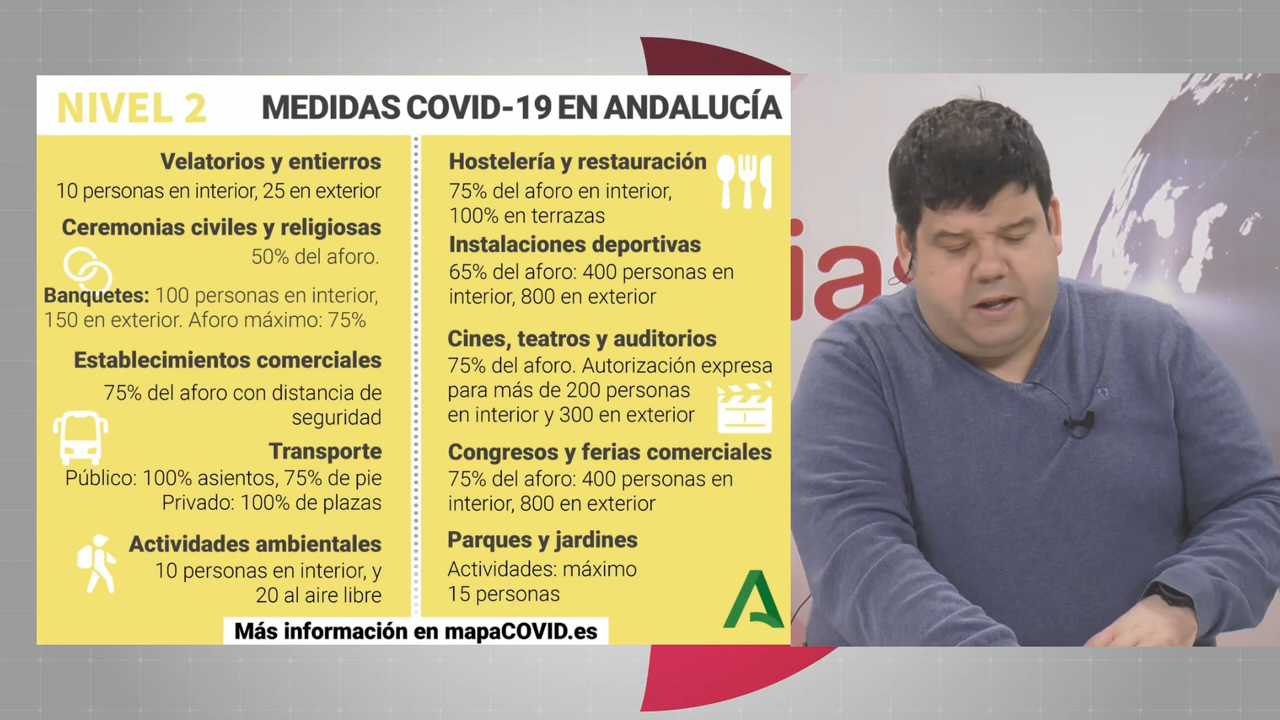 NIVEL 2
MEDIDAS COVID-19 EN ANDALUCÍA
Velatorios y entierros
10 personas en interior, 25 en exterior
Ceremonias civiles y religiosas
50% del aforo.
Banquetes: 100 personas en interior,
150 en exterior. Aforo máximo: 75%
Establecimientos comerciales
75% del aforo con distancia de
seguridad
Transporte
Público: 100% asientos, 75% de pie
Privado: 100% de plazas
Actividades ambientales
10 personas en interior, y
20 al aire libre
Hostelería y restauración
75% del aforo en interior,
100% en terrazas
Instalaciones deportivas
65% del aforo: 400 personas en
interior, 800 en exterior
Cines, teatros y auditorios
75% del aforo. Autorización expresa
para más de 200 personas
en interior y 300 en exterior
Congresos y ferias comerciales
75% del aforo: 400 personas en
interior, 800 en exterior
Parques y jardines
Actividades: máximo
15 personas
Más información en mapaCOVID.es